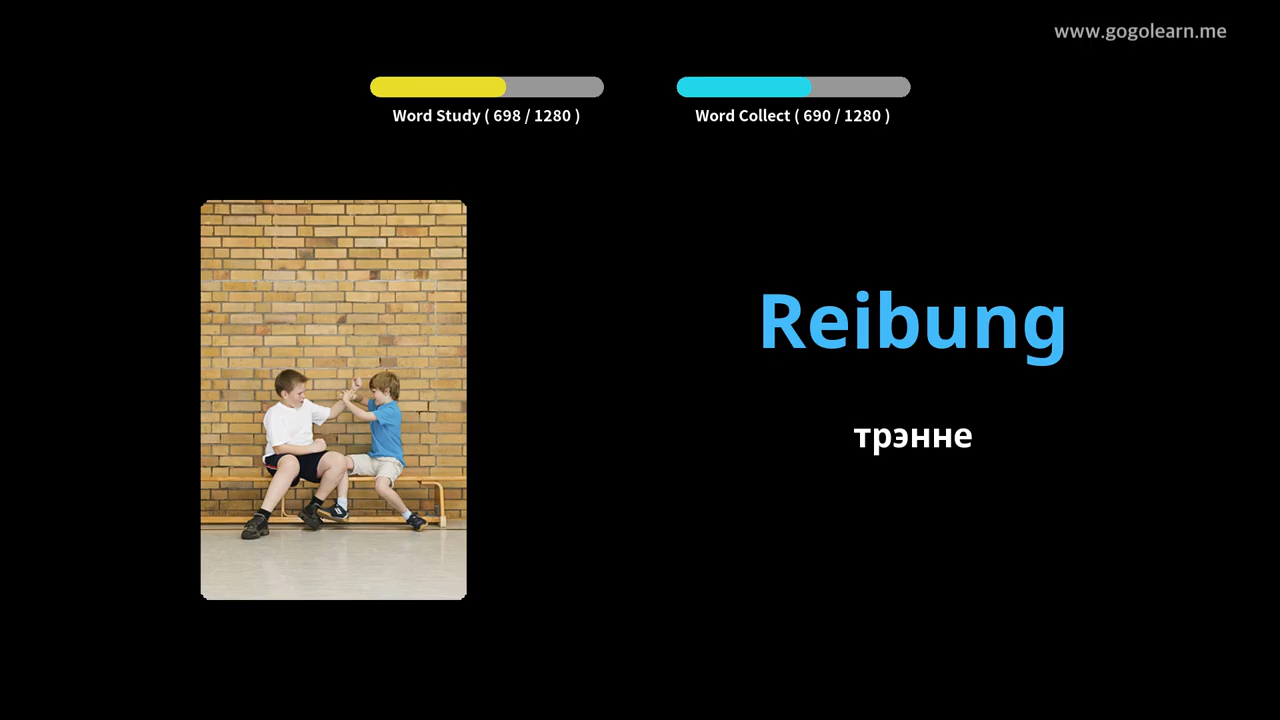 www.gogolearn.me
Word Study ( 698 / 1280 )
Word Collect ( 690 / 1280 )
Reibung
трэнне